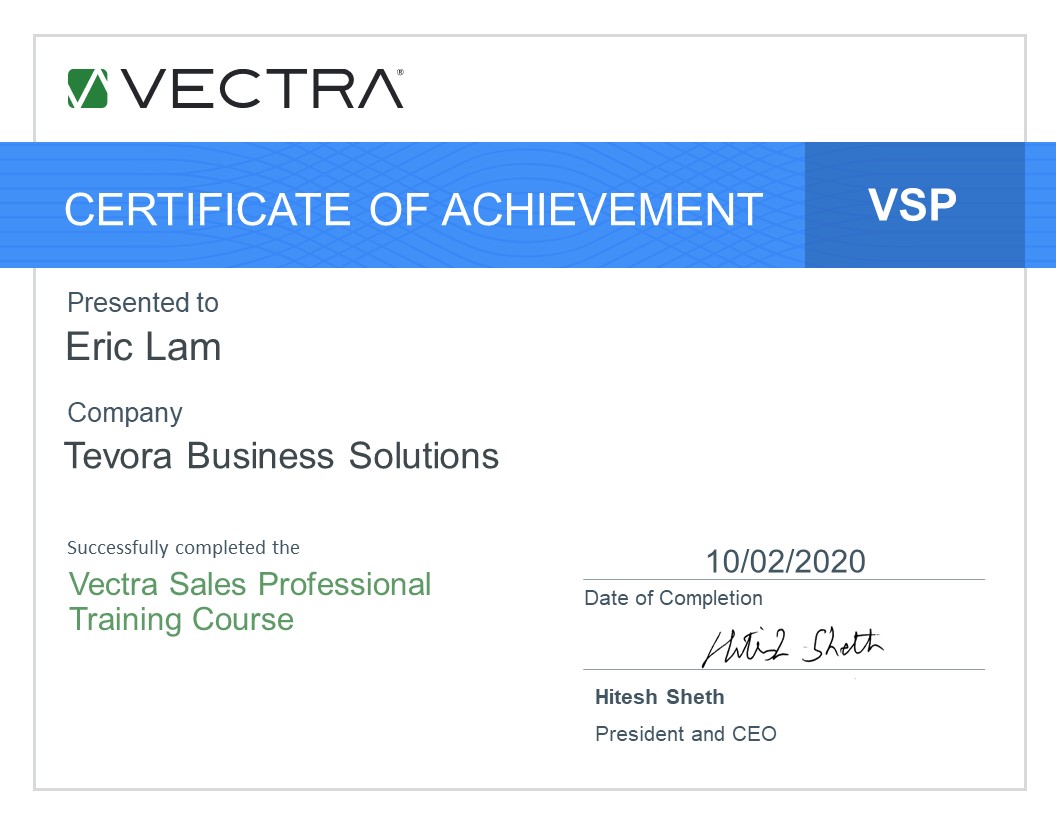 VECTRA®
CERTIFICATE OF ACHIEVEMENT
VSP
Presented to
Eric Lam
Company
Tevora Business Solutions
Successfully completed the
Vectra Sales Professional
Training Course
10/02/2020
Date of Completion
Hitesh Sheth
Hitesh Sheth
President and CEO